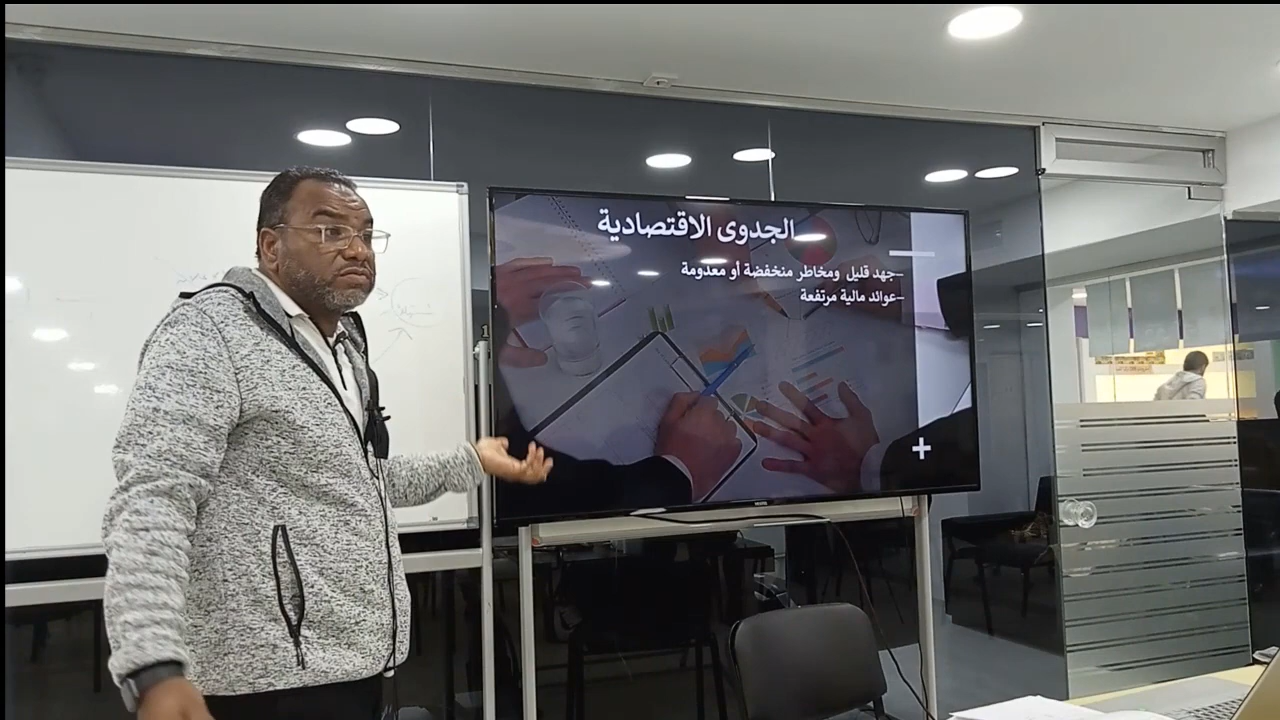 الجدوى الاقتصادية
–جهد قليل ومخاطر منخفضة أو معدومة
–عوائد مالية مرتفعة